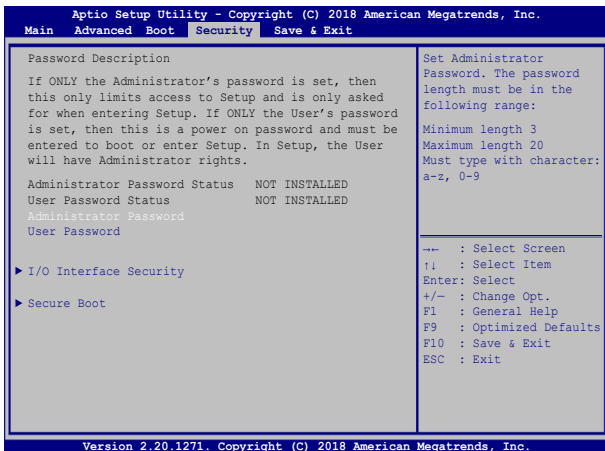 Aptio Setup Utility - Copyright (C) 2018 American Megatrends, Inc.
Main Advanced Boot Security Save & Exit
Password Description
If ONLY the Administrator's password is set, then
this only limits access to Setup and is only asked
for when entering Setup. If ONLY the User's password
is set, then this is a power on password and must be
entered to boot or enter Setup. In Setup, the User
will have Administrator rights.
Administrator Password Status NOT INSTALLED
User Password Status NOT INSTALLED
Administrator Password
User Password
▶ I/O Interface Security
▶ Secure Boot
Set Administrator
Password. The password
length must be in the
following range:
Minimum length 3
Maximum length 20
Must type with character:
a-z, 0-9
→← : Select Screen
↑↓ : Select Item
Enter: Select
+/— : Change Opt.
F1 : General Help
F9 : Optimized Defaults
F10 : Save & Exit
ESC : Exit
Version 2.20.1271. Copyright (C) 2018 American Megatrends, Inc.